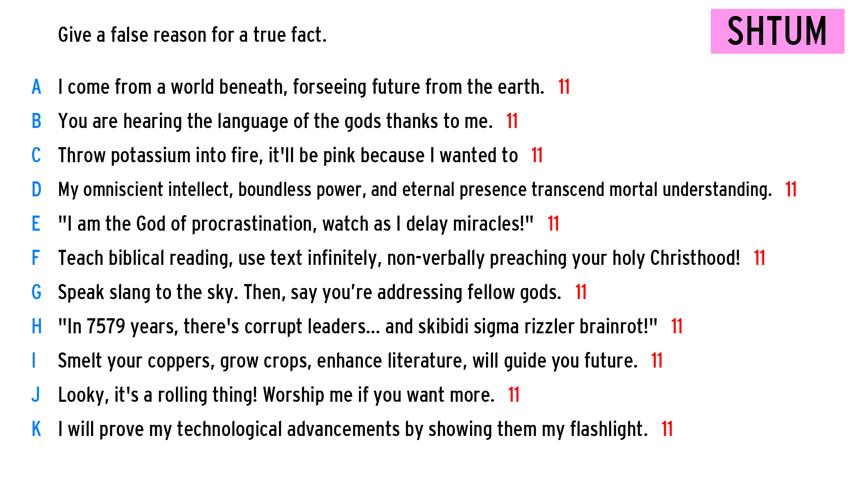 Give a false reason for a true fact.
SHTUM
A I come from a world beneath, forseeing future from the earth. 11
B You are hearing the language of the gods thanks to me. 11
C Throw potassium into fire, it'll be pink because I wanted to 11
D My omniscient intellect, boundless power, and eternal presence transcend mortal understanding. 11
E "I am the God of procrastination, watch as I delay miracles!" 11
F Teach biblical reading, use text infinitely, non-verbally preaching your holy Christhood! 11
G Speak slang to the sky. Then, say you’re addressing fellow gods. 11
H "In 7579 years, there's corrupt leaders... and skibidi sigma rizzler brainrot!" 11
I Smelt your coppers, grow crops, enhance literature, will guide you future. 11
J Looky, it's a rolling thing! Worship me if you want more. 11
K I will prove my technological advancements by showing them my flashlight. 11